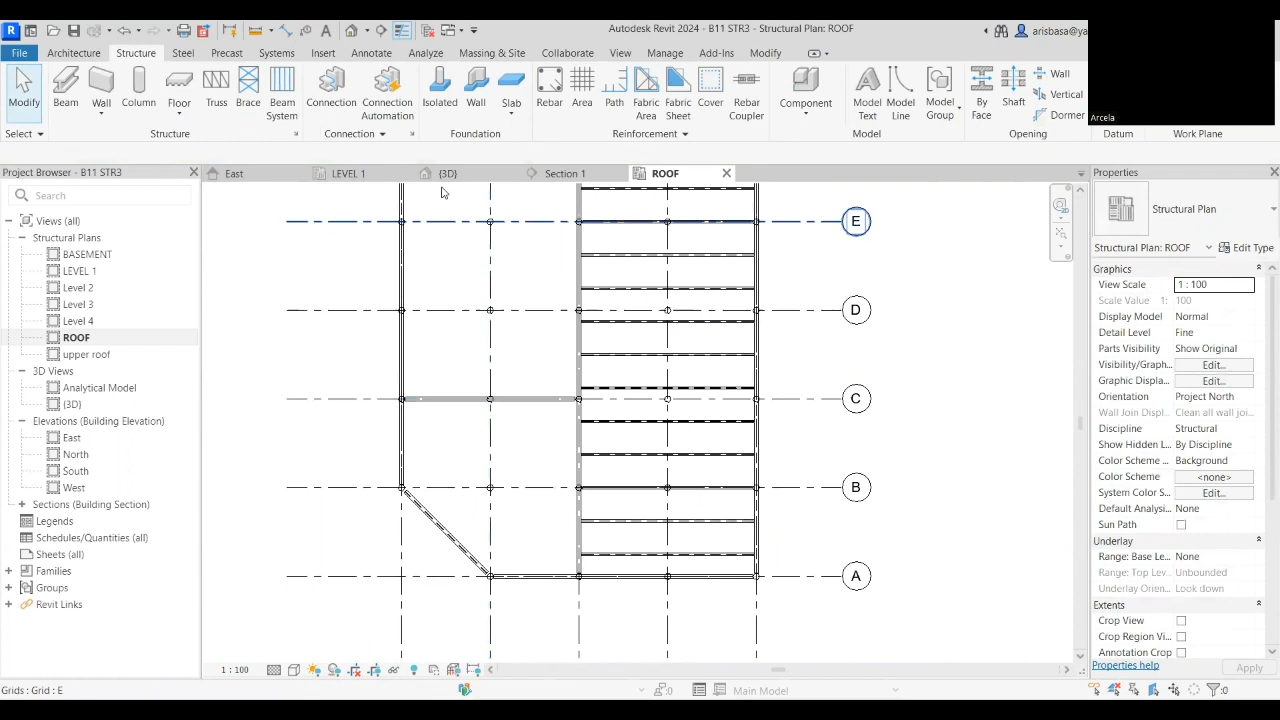 Autodesk Revit 2024 - B11 STR3 - Structural Plan: ROOF
arisbasa@ya
File Architecture Structure Steel Precast Systems Insert Annotate Analyze Massing & Site Collaborate View Manage Add-Ins Modify
Modify Beam Wall Column Floor Truss Brace Beam System Connection Connection Automation Isolated Wall Slab Rebar Area Path Fabric Area Fabric Sheet Cover Rebar Coupler Component Model Text Model Line Model Group By Face Shaft Wall Vertical Dormer
Arcela
Select Structure Connection Foundation Reinforcement Model Opening Datum Work Plane
Project Browser - B11 STR3
East LEVEL 1 {3D} Section 1 ROOF
Properties
Search
Views (all)
Structural Plans
BASEMENT
LEVEL 1
Level 2
Level 3
Level 4
ROOF
upper roof
3D Views
Analytical Model
{3D}
Elevations (Building Elevation)
East
North
South
West
Sections (Building Section)
Legends
Schedules/Quantities (all)
Sheets (all)
Families
Groups
Revit Links
E
D
C
B
A
Structural Plan
Structural Plan: ROOF Edit Type
Graphics
View Scale 1 : 100
Scale Value 1: 100
Display Model Normal
Detail Level Fine
Parts Visibility Show Original
Visibility/Graph... Edit...
Graphic Displa... Edit...
Orientation Project North
Wall Join Displ... Clean all wall joi...
Discipline Structural
Show Hidden L... By Discipline
Color Scheme ... Background
Color Scheme <none>
System Color S... Edit...
Default Analysi... None
Sun Path
Underlay
Range: Base Le... None
Range: Top Lev... Unbounded
Underlay Orien... Look down
Extents
Crop View
Crop Region Vi...
Annotation Crop
Properties help Apply
1 : 100
Grids : Grid : E
:0 Main Model :0